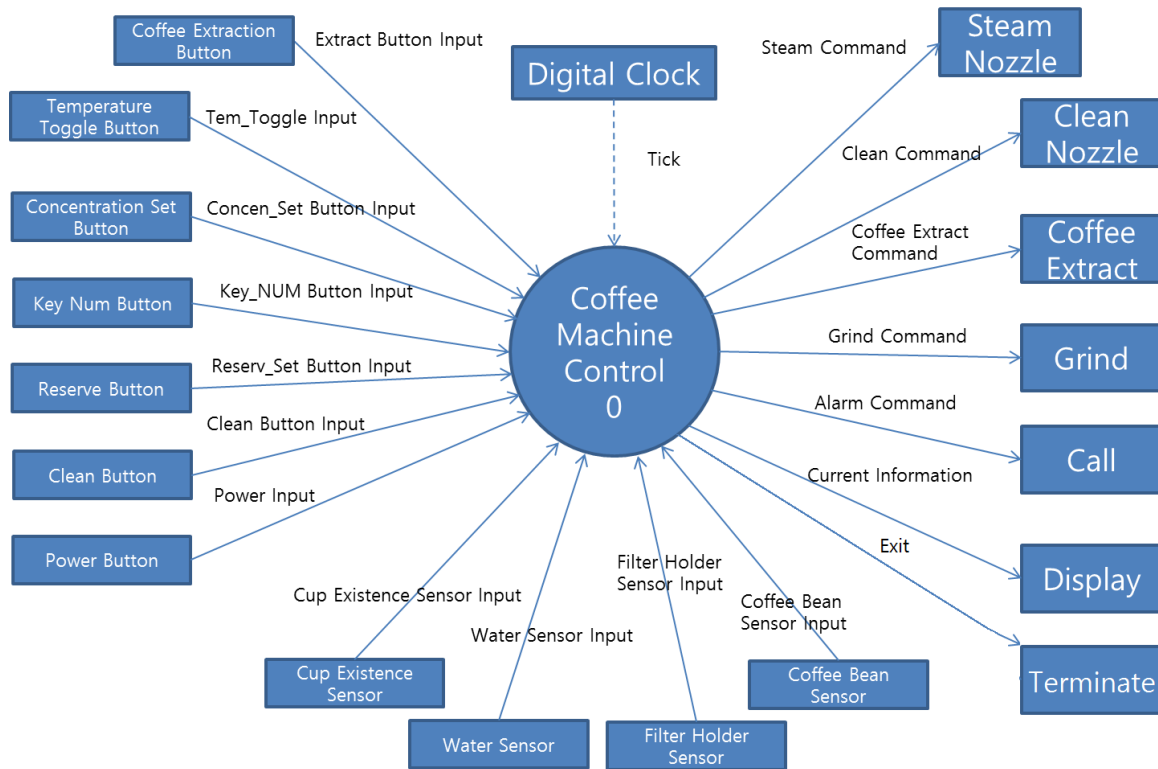 Coffee Extraction
Button
Extract Button Input
Digital Clock
Steam Command
Steam
Nozzle
Temperature
Toggle Button
Tem_Toggle Input
Tick
Clean Command
Clean
Nozzle
Concentration Set
Button
Concen_Set Button Input
Coffee Extract
Command
Coffee
Extract
Key Num Button
Key_NUM Button Input
Coffee
Machine
Control
0
Grind Command
Grind
Reserve Button
Reserv_Set Button Input
Alarm Command
Call
Clean Button
Clean Button Input
Current Information
Display
Power Button
Power Input
Exit
Terminate
Cup Existence Sensor Input
Water Sensor Input
Filter Holder
Sensor Input
Coffee Bean
Sensor Input
Cup Existence
Sensor
Water Sensor
Filter Holder
Sensor
Coffee Bean
Sensor